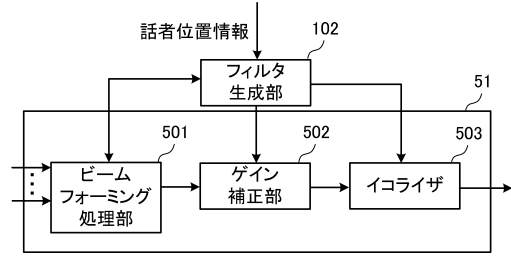 話者位置情報
102
フィルタ
生成部
51
501
502
503
ビーム
フォーミング
処理部
ゲイン
補正部
イコライザ